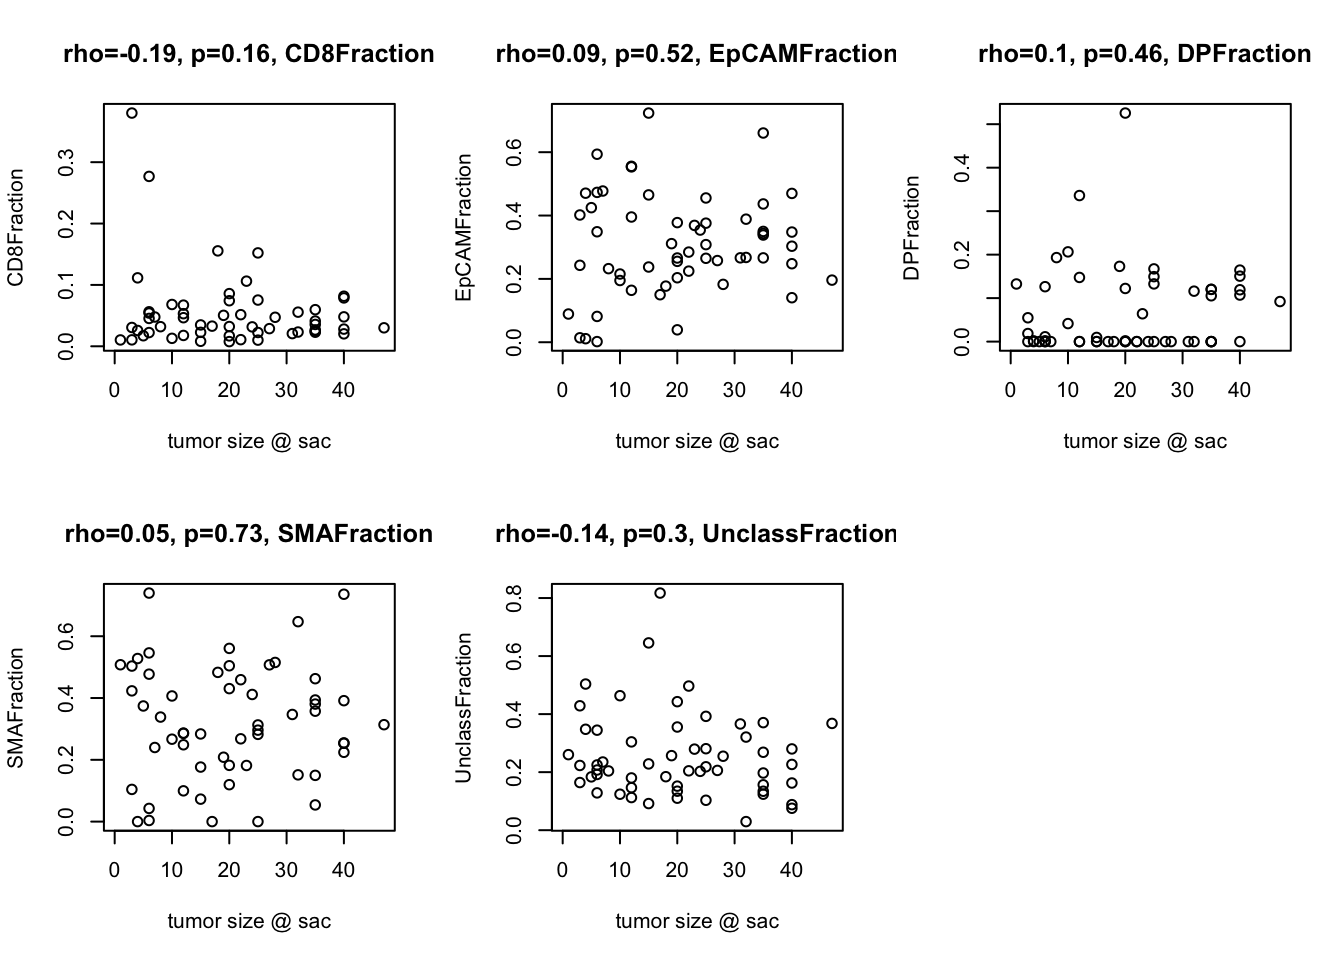 rho=-0.19, p=0.16, CD8Fraction
CD8Fraction
0.3
0.2
0.1
0.0
0 10 20 30 40
tumor size @ sac
rho=0.09, p=0.52, EpCAMFraction
EpCAMFraction
0.6
0.4
0.2
0.0
0 10 20 30 40
tumor size @ sac
rho=0.1, p=0.46, DPFraction
DPFraction
0.4
0.2
0.0
0 10 20 30 40
tumor size @ sac
rho=0.05, p=0.73, SMAFraction
SMAFraction
0.6
0.4
0.2
0.0
0 10 20 30 40
tumor size @ sac
rho=-0.14, p=0.3, UnclassFraction
UnclassFraction
0.8
0.6
0.4
0.2
0.0
0 10 20 30 40
tumor size @ sac